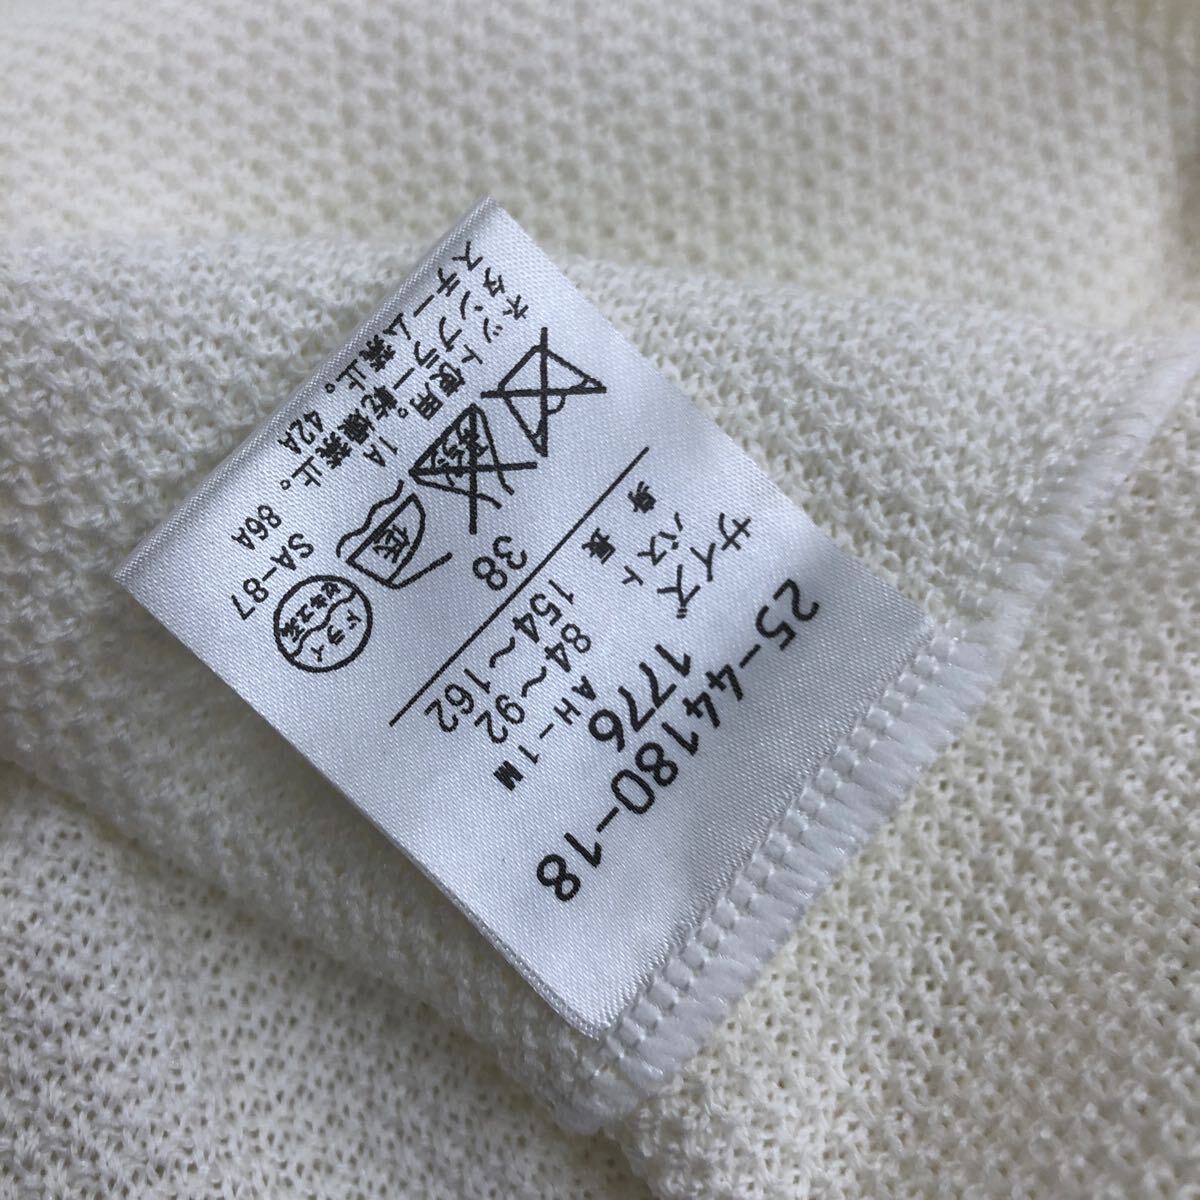 25-44180-18
1776
サイズ AH-1M
バスト 84〜92
身長 154〜162
38
低
ドライ
セキユ系
ネット使用。 1A SA-87
タンブラー乾燥禁止。 86A
スチーム禁止。 42A